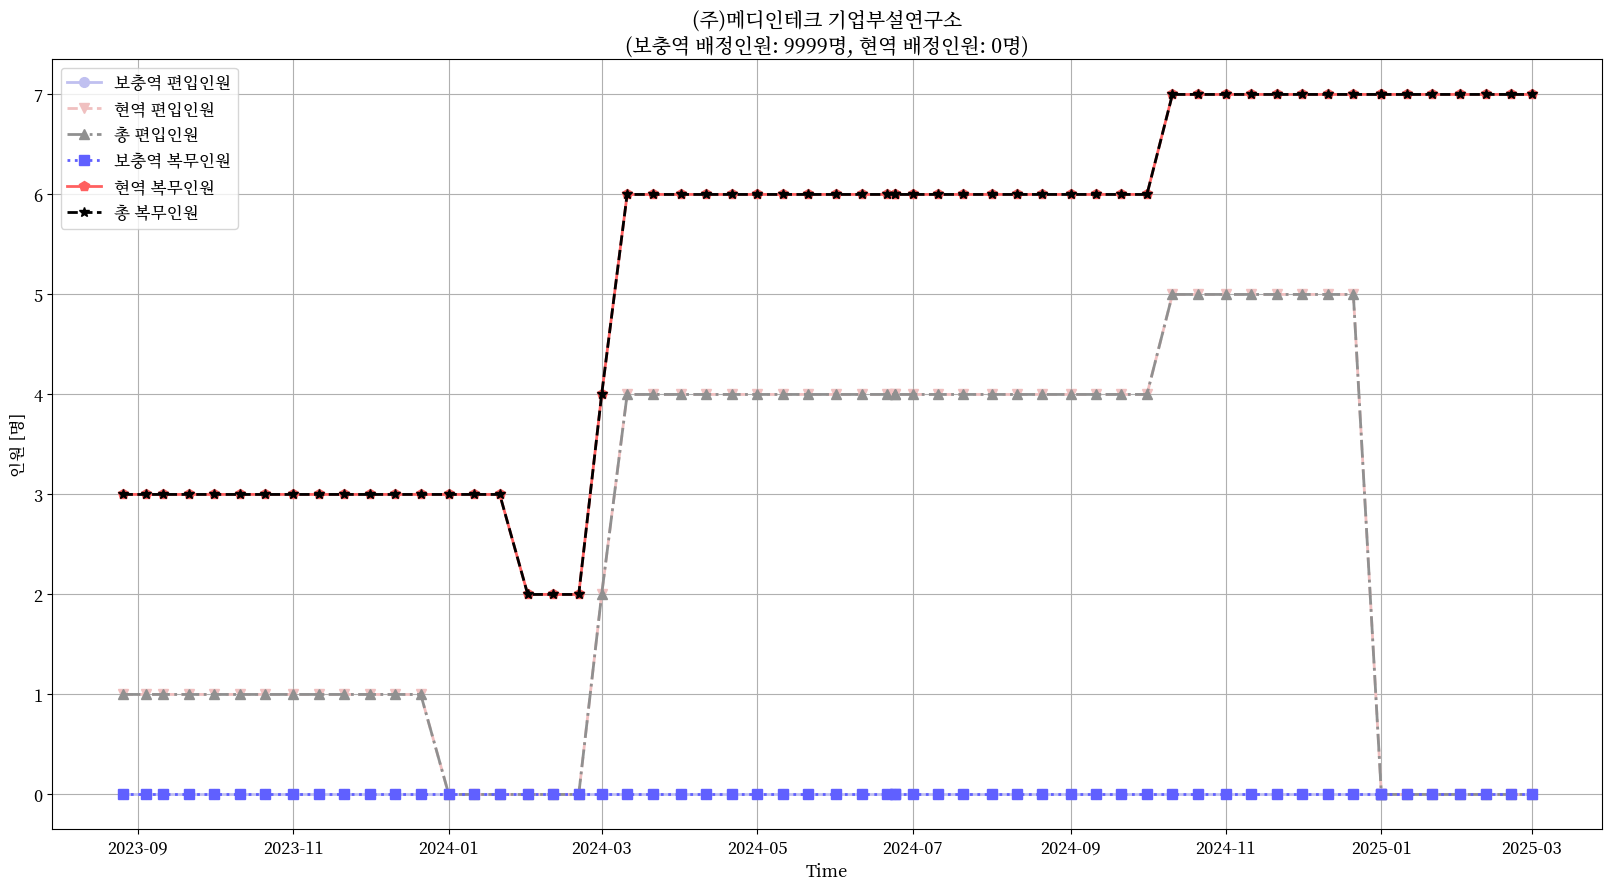 (주)메디인테크 기업부설연구소
(보충역 배정인원: 9999명, 현역 배정인원: 0명)
보충역 편입인원
현역 편입인원
총 편입인원
보충역 복무인원
현역 복무인원
총 복무인원
7
6
5
4
3
2
1
0
인원 [명]
2023-09
2023-11
2024-01
2024-03
2024-05
2024-07
2024-09
2024-11
2025-01
2025-03
Time